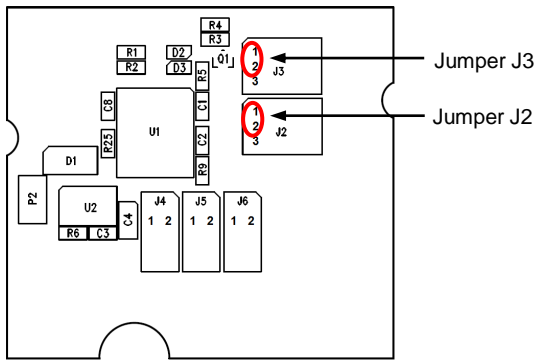 R4
R3
R1
R2
D2
D3
Q1
R5
1
2
3
J3
Jumper J3
C8
C1
U1
1
2
3
J2
Jumper J2
R25
C2
R9
D1
P2
U2
R6
C3
C4
J4
1 2
J5
1 2
J6
1 2